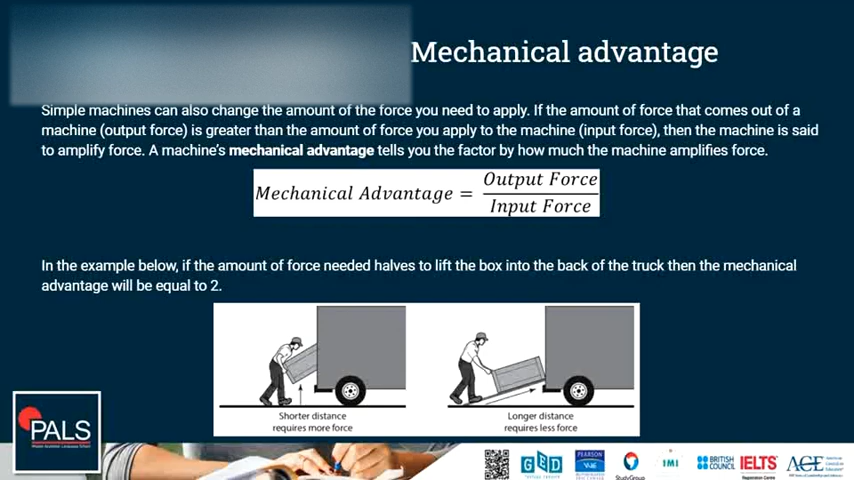 Mechanical advantage
Simple machines can also change the amount of the force you need to apply. If the amount of force that comes out of a
machine (output force) is greater than the amount of force you apply to the machine (input force), then the machine is said
to amplify force. A machine's mechanical advantage tells you the factor by how much the machine amplifies force.
Mechanical Advantage = Output Force / Input Force
In the example below, if the amount of force needed halves to lift the box into the back of the truck then the mechanical
advantage will be equal to 2.
Shorter distance
requires more force
Longer distance
requires less force
PALS
GED
PEARSON
VUE
StudyGroup
IMI
BRITISH
COUNCIL
IELTS
ACE